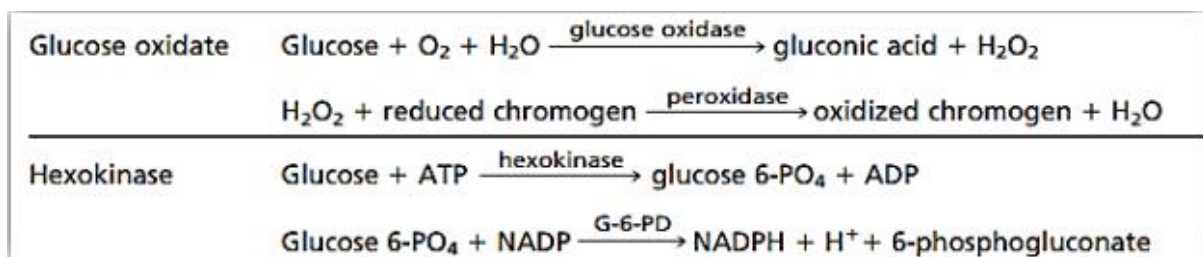 Glucose oxidate Glucose + O₂ + H₂O glucose oxidase → gluconic acid + H₂O₂
H₂O₂ + reduced chromogen peroxidase → oxidized chromogen + H₂O
Hexokinase Glucose + ATP hexokinase → glucose 6-PO₄ + ADP
Glucose 6-PO₄ + NADP G-6-PD → NADPH + H⁺ + 6-phosphogluconate